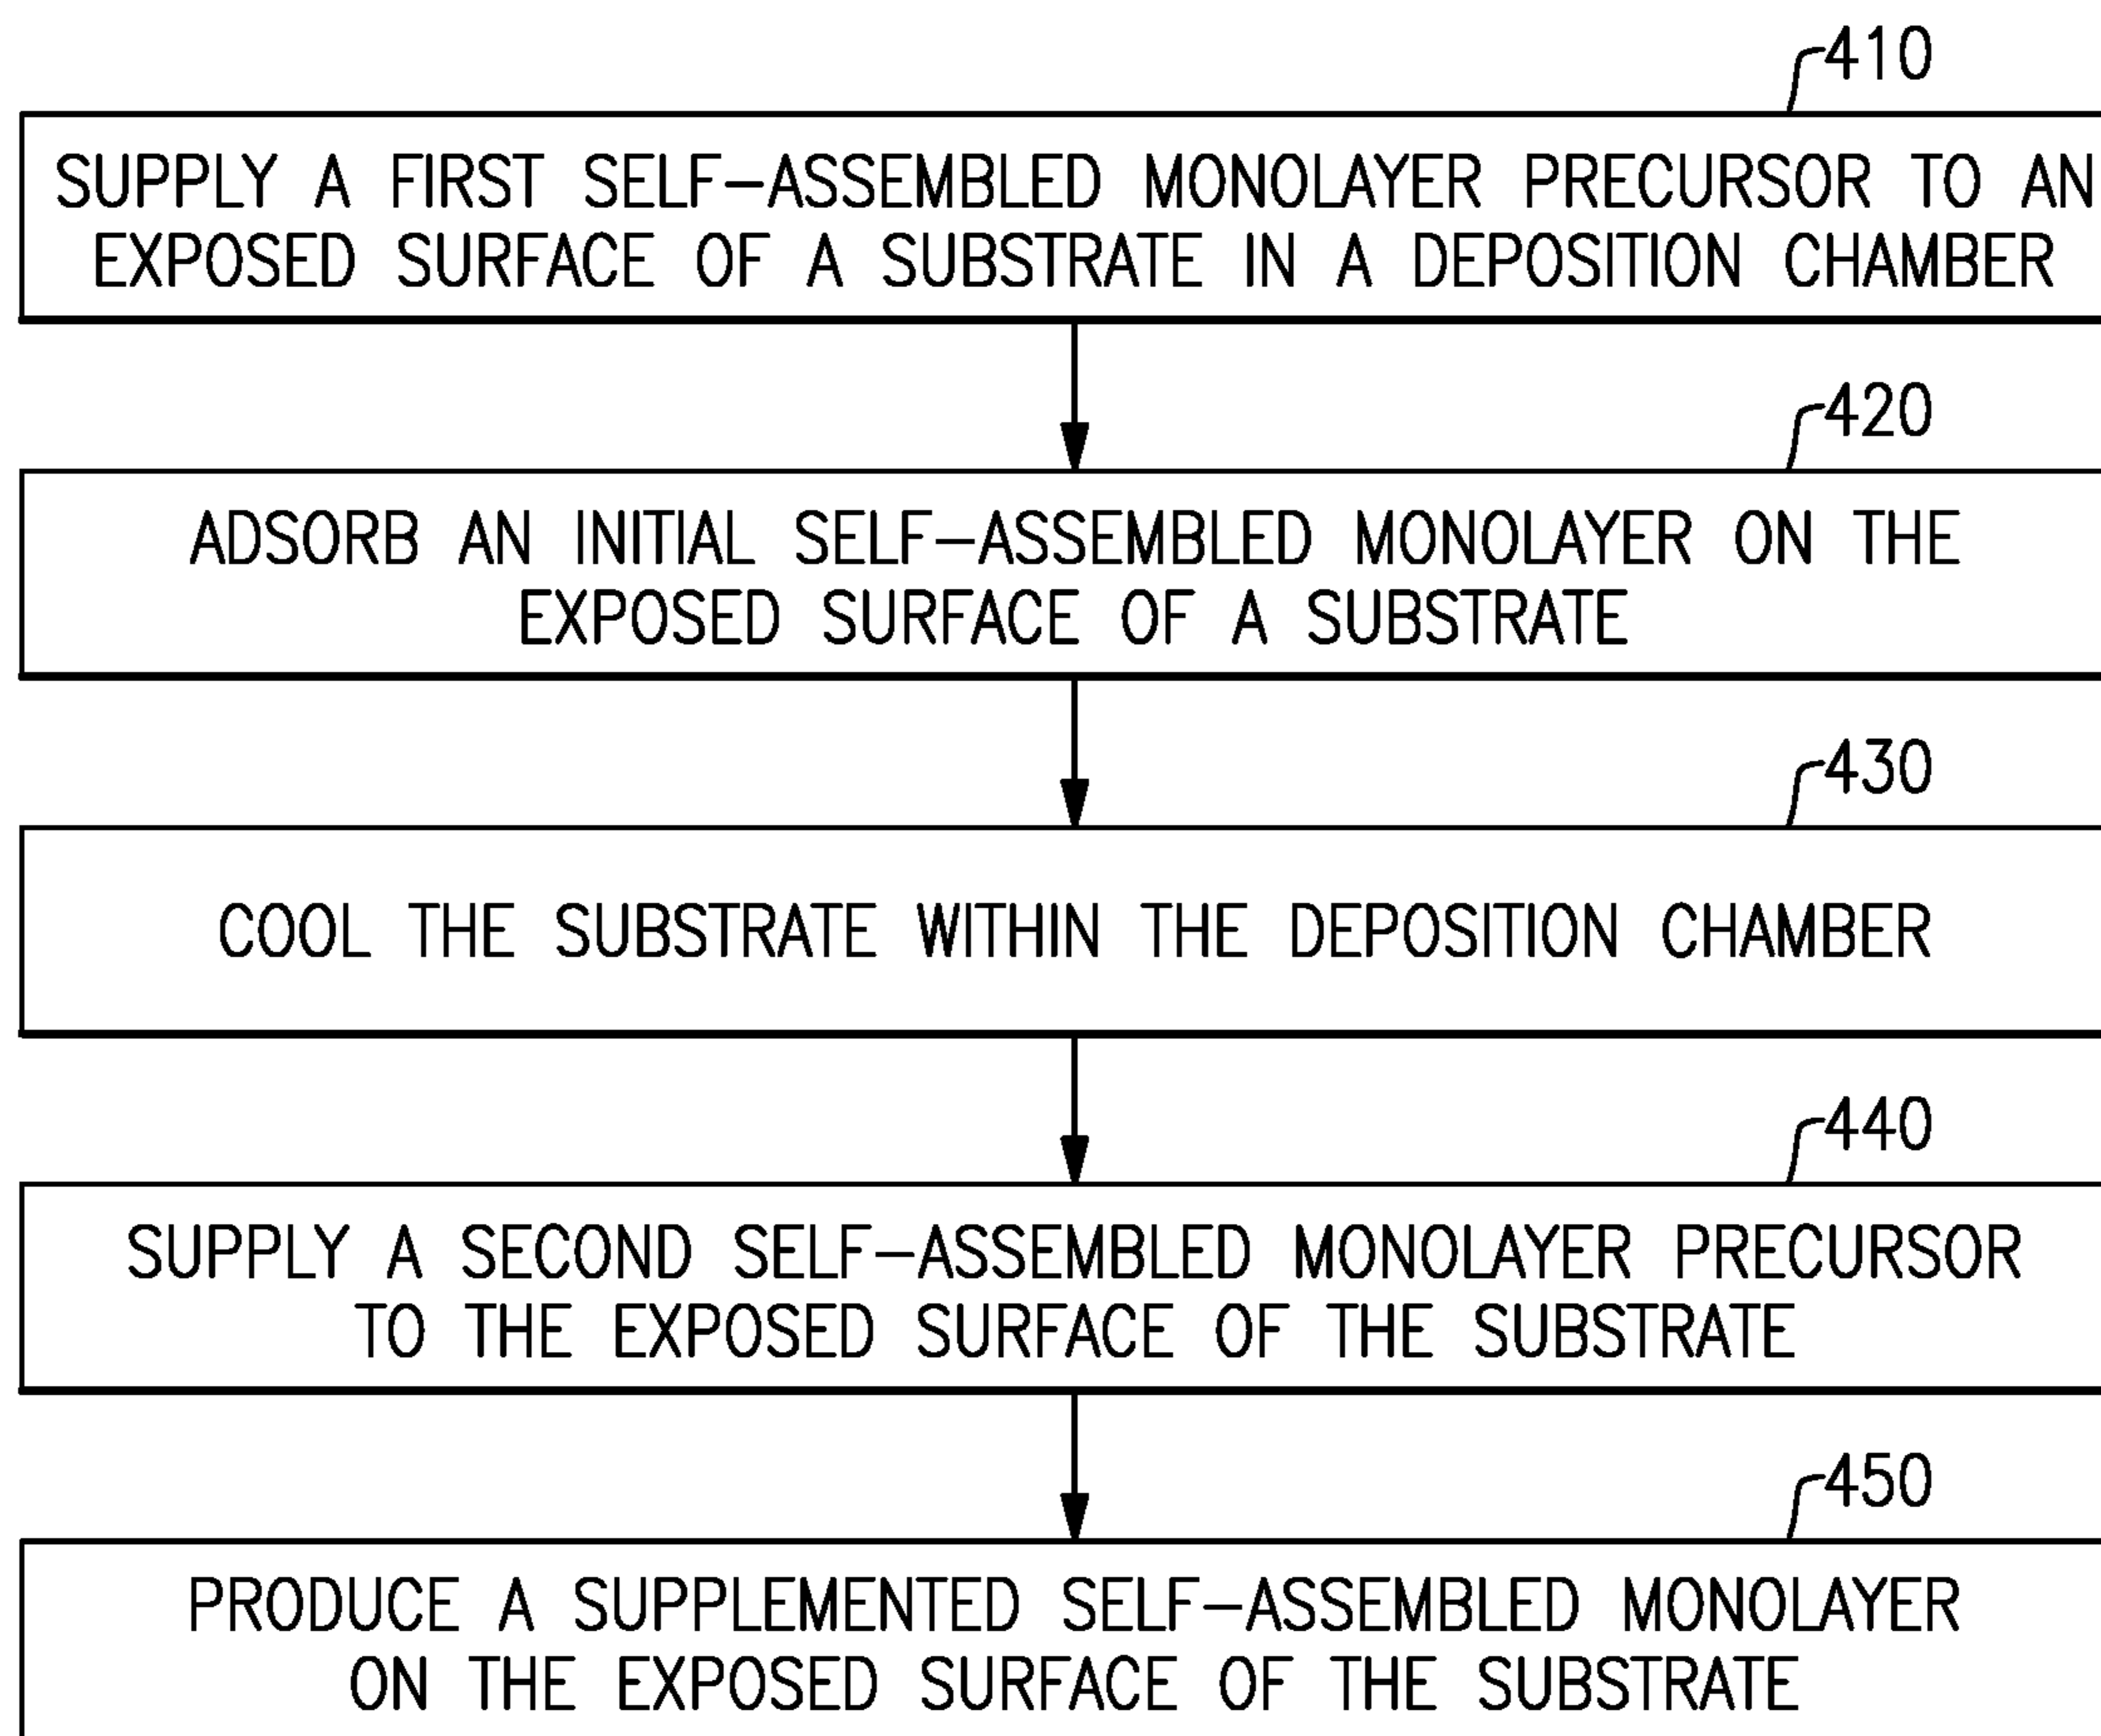 410
SUPPLY A FIRST SELF-ASSEMBLED MONOLAYER PRECURSOR TO AN
EXPOSED SURFACE OF A SUBSTRATE IN A DEPOSITION CHAMBER
420
ADSORB AN INITIAL SELF-ASSEMBLED MONOLAYER ON THE
EXPOSED SURFACE OF A SUBSTRATE
430
COOL THE SUBSTRATE WITHIN THE DEPOSITION CHAMBER
440
SUPPLY A SECOND SELF-ASSEMBLED MONOLAYER PRECURSOR
TO THE EXPOSED SURFACE OF THE SUBSTRATE
450
PRODUCE A SUPPLEMENTED SELF-ASSEMBLED MONOLAYER
ON THE EXPOSED SURFACE OF THE SUBSTRATE